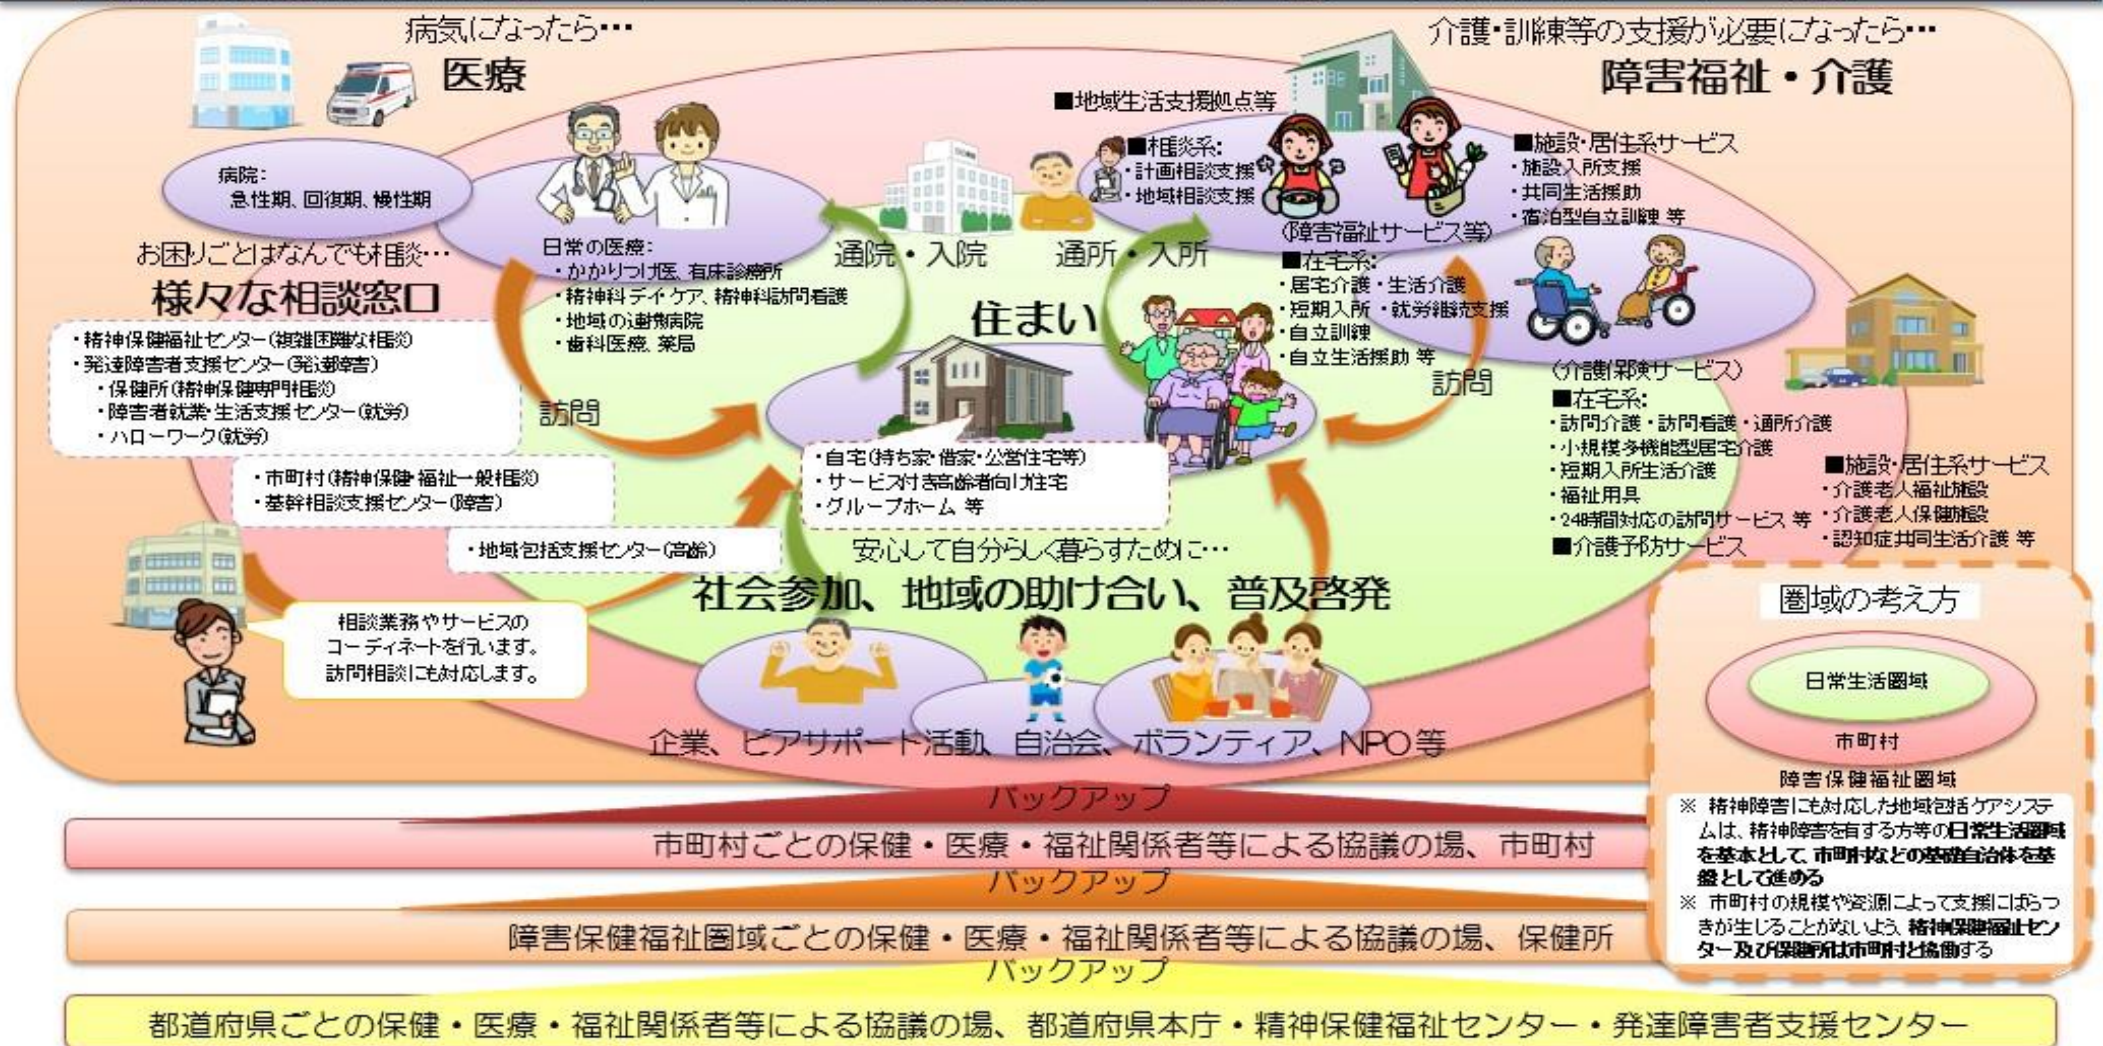 病気になったら…
医療
病院：
急性期、回復期、慢性期
日常の医療：
・かかりつけ医、有床診療所
・精神科デイケア、精神科訪問看護
・地域の連携病院
・歯科医療、薬局
介護・訓練等の支援が必要になったら…
障害福祉・介護
■地域生活支援拠点等
■相談系：
・計画相談支援
・地域相談支援
■施設・居住系サービス
・施設入所支援
・共同生活援助
・宿泊型自立訓練 等
（障害福祉サービス等）
■在宅系：
・居宅介護・生活介護
・短期入所・就労継続支援
・自立訓練
・自立生活援助 等
（介護保険サービス）
■在宅系：
・訪問介護・訪問看護・通所介護
・小規模多機能型居宅介護
・短期入所生活介護
・福祉用具
・24時間対応の訪問サービス 等
■介護予防サービス
■施設・居住系サービス
・介護老人福祉施設
・介護老人保健施設
・認知症共同生活介護 等
通院・入院
通所・入所
訪問
訪問
お困りごとはなんでも相談…
様々な相談窓口
・精神保健福祉センター（複雑困難な相談）
・発達障害者支援センター（発達障害）
・保健所（精神保健専門相談）
・障害者就業・生活支援センター（就労）
・ハローワーク（就労）
・市町村（精神保健・福祉一般相談）
・基幹相談支援センター（障害）
・地域包括支援センター（高齢）
相談業務やサービスの
コーディネートを行います。
訪問相談にも対応します。
住まい
・自宅（持ち家・借家・公営住宅等）
・サービス付き高齢者向け住宅
・グループホーム 等
安心して自分らしく暮らすために…
社会参加、地域の助け合い、普及啓発
企業、ピアサポート活動、自治会、ボランティア、NPO 等
圏域の考え方
日常生活圏域
市町村
障害保健福祉圏域
※ 精神障害にも対応した地域包括ケアシステ
ムは、精神障害を有する方等の日常生活圏域
を基本として、市町村などの基礎自治体を基
盤として進める
※ 市町村の規模や資源によって支援にばらつ
きが生じることがないよう、精神保健福祉セン
ター及び保健所は市町村と協働する
バックアップ
市町村ごとの保健・医療・福祉関係者等による協議の場、市町村
バックアップ
障害保健福祉圏域ごとの保健・医療・福祉関係者等による協議の場、保健所
バックアップ
都道府県ごとの保健・医療・福祉関係者等による協議の場、都道府県本庁・精神保健福祉センター・発達障害者支援センター